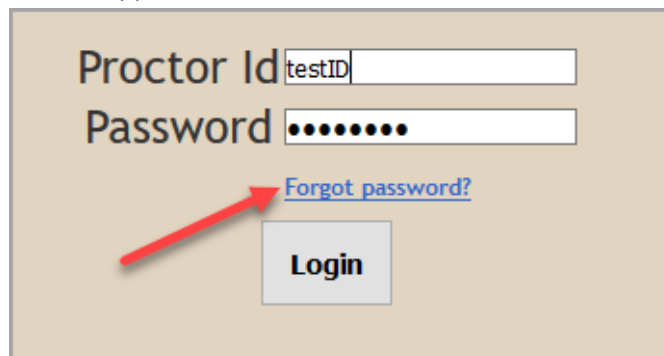 Proctor Id testID
Password ••••••••
Forgot password?
Login